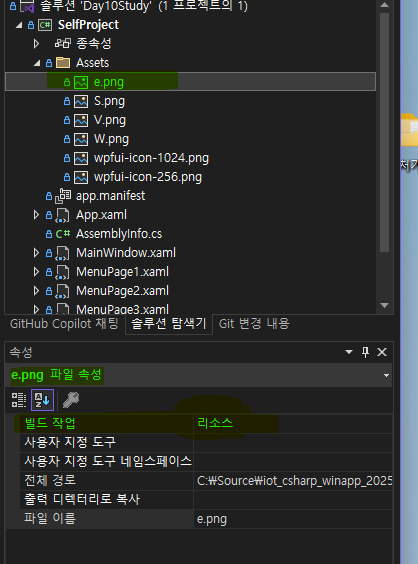 솔루션 'Day10Study' (1 프로젝트의 1)
SelfProject
종속성
Assets
e.png
S.png
V.png
W.png
wpfui-icon-1024.png
wpfui-icon-256.png
app.manifest
App.xaml
AssemblyInfo.cs
MainWindow.xaml
MenuPage1.xaml
MenuPage2.xaml
MenuPage3.xaml
GitHub Copilot 채팅 솔루션 탐색기 Git 변경 내용
속성
e.png 파일 속성
빌드 작업 리소스
사용자 지정 도구
사용자 지정 도구 네임스페이스
전체 경로 C:\Source\iot_csharp_winapp_2025
출력 디렉터리로 복사
파일 이름 e.png